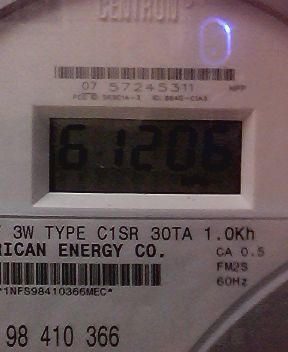 CENTRON
07 57245311
61206
3W TYPE C1SR 30TA 1.0Kh
RICAN ENERGY CO.
CA 0.5
FM2S
60Hz
*1NFS98410366MEC*
98 410 366